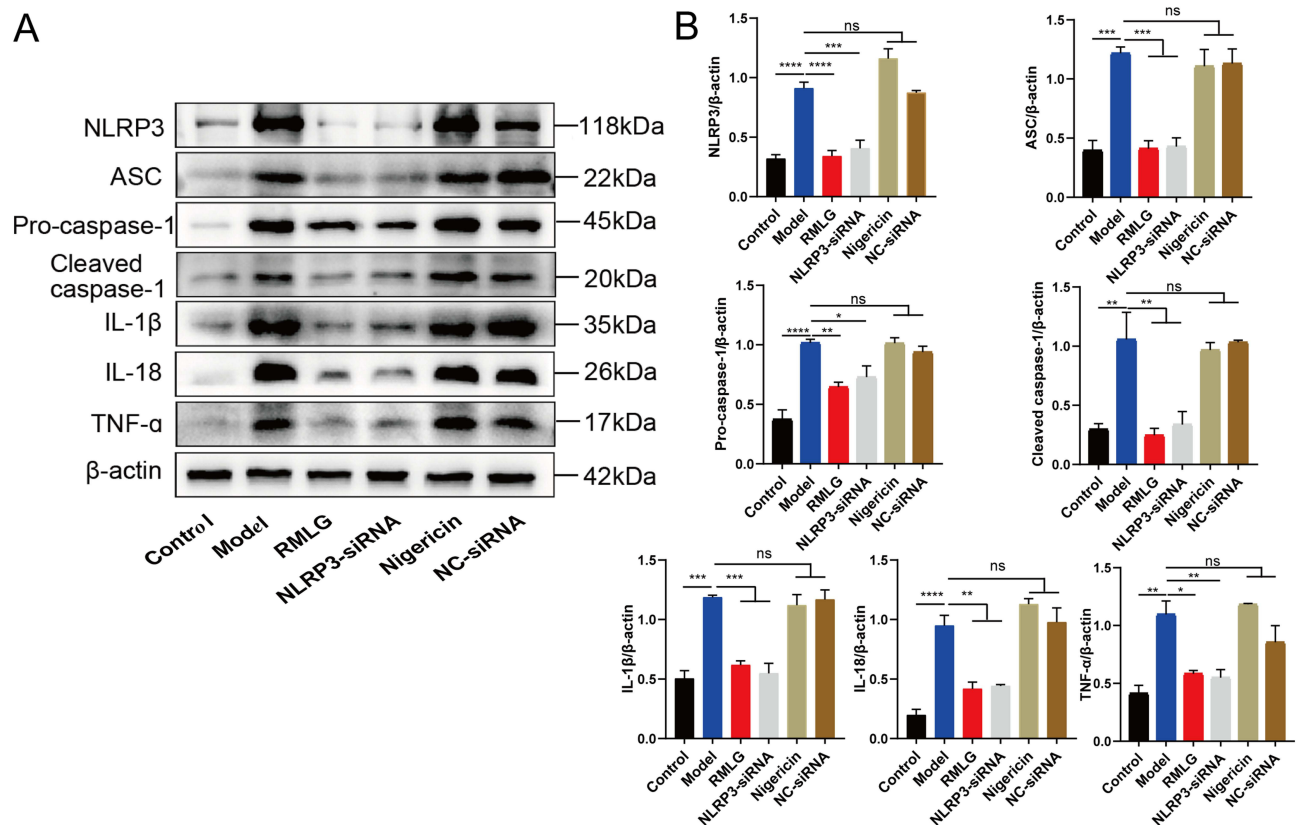 A
NLRP3
118kDa
ASC
22kDa
Pro-caspase-1
45kDa
Cleaved
caspase-1
20kDa
IL-1β
35kDa
IL-18
26kDa
TNF-α
17kDa
β-actin
42kDa
Control
Model
RMLG
NLRP3-siRNA
Nigericin
NC-siRNA
B
NLRP3/β-actin
1.5
1.0
0.5
0.0
ns
***
**** ****
Control
Model
RMLG
NLRP3-siRNA
Nigericin
NC-siRNA
ASC/β-actin
1.5
1.0
0.5
0.0
ns
*** ***
Control
Model
RMLG
NLRP3-siRNA
Nigericin
NC-siRNA
Pro-caspase-1/β-actin
1.5
1.0
0.5
0.0
ns
*
**** **
Control
Model
RMLG
NLRP3-siRNA
Nigericin
NC-siRNA
Cleaved caspase-1/β-actin
1.5
1.0
0.5
0.0
ns
** **
Control
Model
RMLG
NLRP3-siRNA
Nigericin
NC-siRNA
IL-1β/β-actin
1.5
1.0
0.5
0.0
ns
*** ***
Control
Model
RMLG
NLRP3-siRNA
Nigericin
NC-siRNA
IL-18/β-actin
1.5
1.0
0.5
0.0
ns
**** **
Control
Model
RMLG
NLRP3-siRNA
Nigericin
NC-siRNA
TNF-α/β-actin
1.5
1.0
0.5
0.0
ns
**
** *
Control
Model
RMLG
NLRP3-siRNA
Nigericin
NC-siRNA